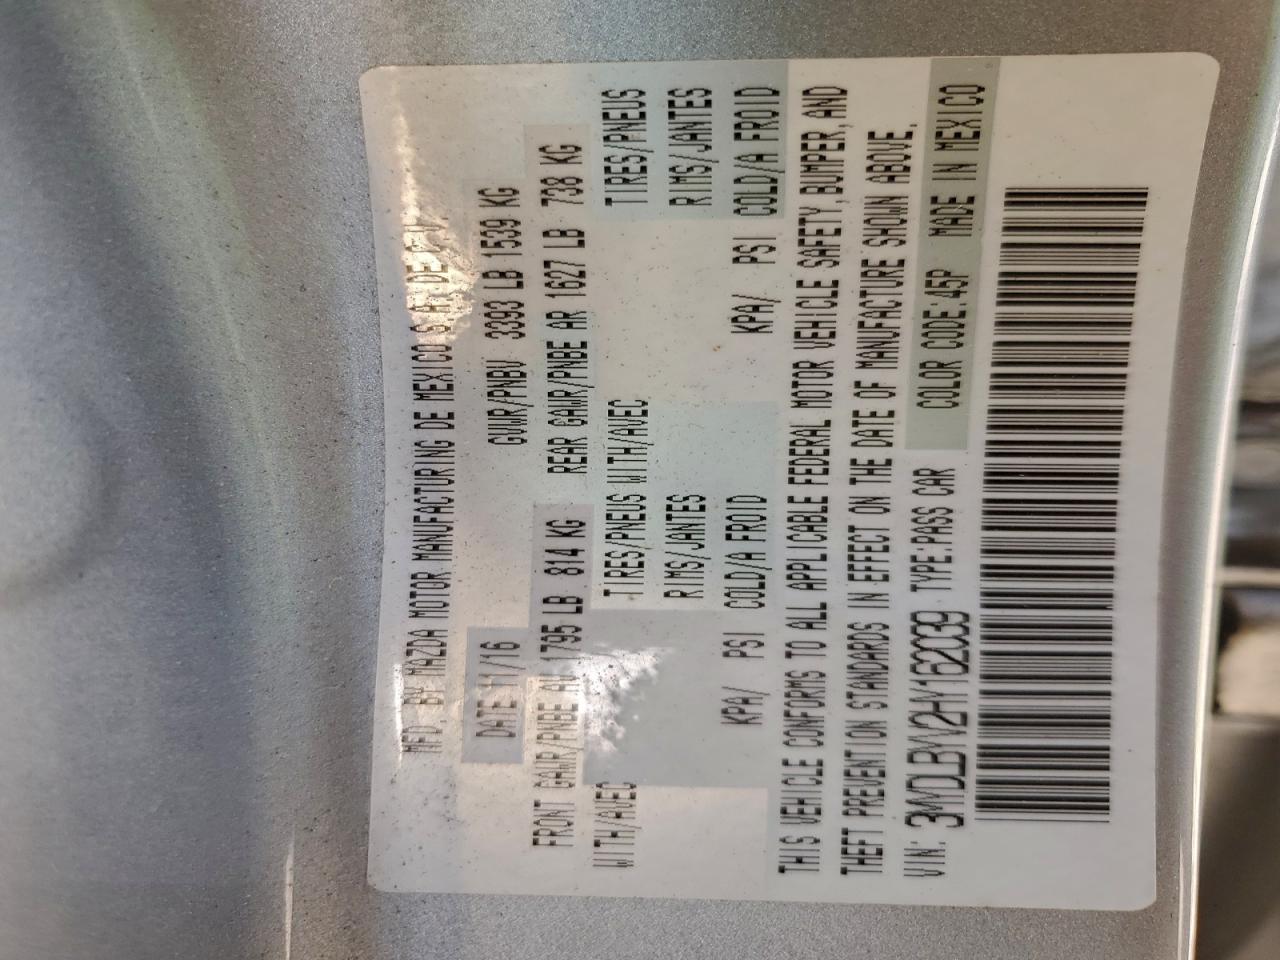 MFD. BY MAZDA MOTOR MANUFACTURING DE MEXICO S.A. DE C.V.
DATE:11/16 GVWR/PNBV 3393 LB 1539 KG
FRONT GAWR/PNBE AV 1795 LB 814 KG REAR GAWR/PNBE AR 1627 LB 738 KG
WITH/AVEC TIRES/PNEUS WITH/AVEC TIRES/PNEUS
RIMS/JANTES RIMS/JANTES
KPA/ PSI COLD/A FROID KPA/ PSI COLD/A FROID
THIS VEHICLE CONFORMS TO ALL APPLICABLE FEDERAL MOTOR VEHICLE SAFETY, BUMPER, AND
THEFT PREVENTION STANDARDS IN EFFECT ON THE DATE OF MANUFACTURE SHOWN ABOVE.
VIN: 3MYDLBYV2HY162039 TYPE:PASS CAR COLOR CODE:45P MADE IN MEXICO